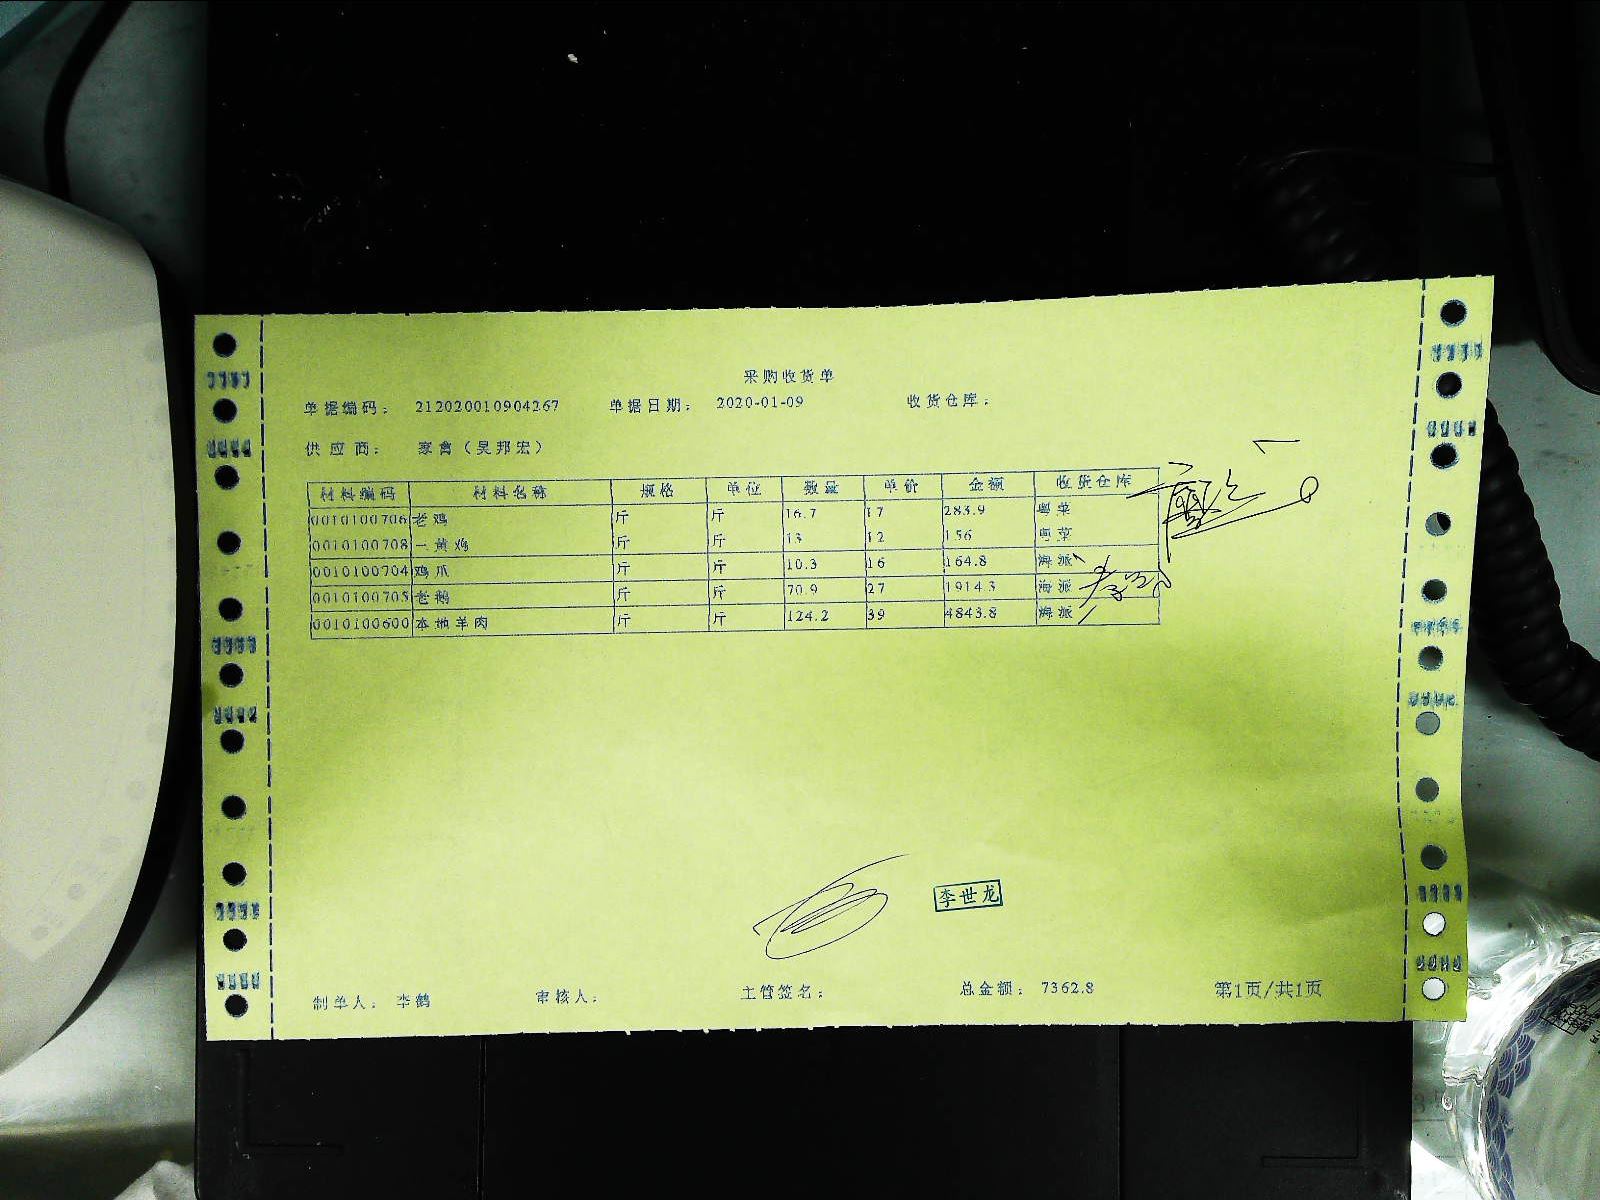 采购收货单
单据编码： 212020010904267 单据日期： 2020-01-09 收货仓库：
供应商： 家禽（吴邦宏）
材料编码 材料名称 规格 单位 数量 单价 金额 收货仓库
0010100706 老鸡 斤 斤 16.7 17 283.9 粤菜
0010100708 三黄鸡 斤 斤 13 12 156 粤菜
0010100704 鸡爪 斤 斤 10.3 16 164.8 海派
0010100705 老鹅 斤 斤 70.9 27 1914.3 海派
0010100600 本地羊肉 斤 斤 124.2 39 4843.8 海派
李世龙
制单人： 李鹤 审核人： 主管签名： 总金额： 7362.8 第1页/共1页